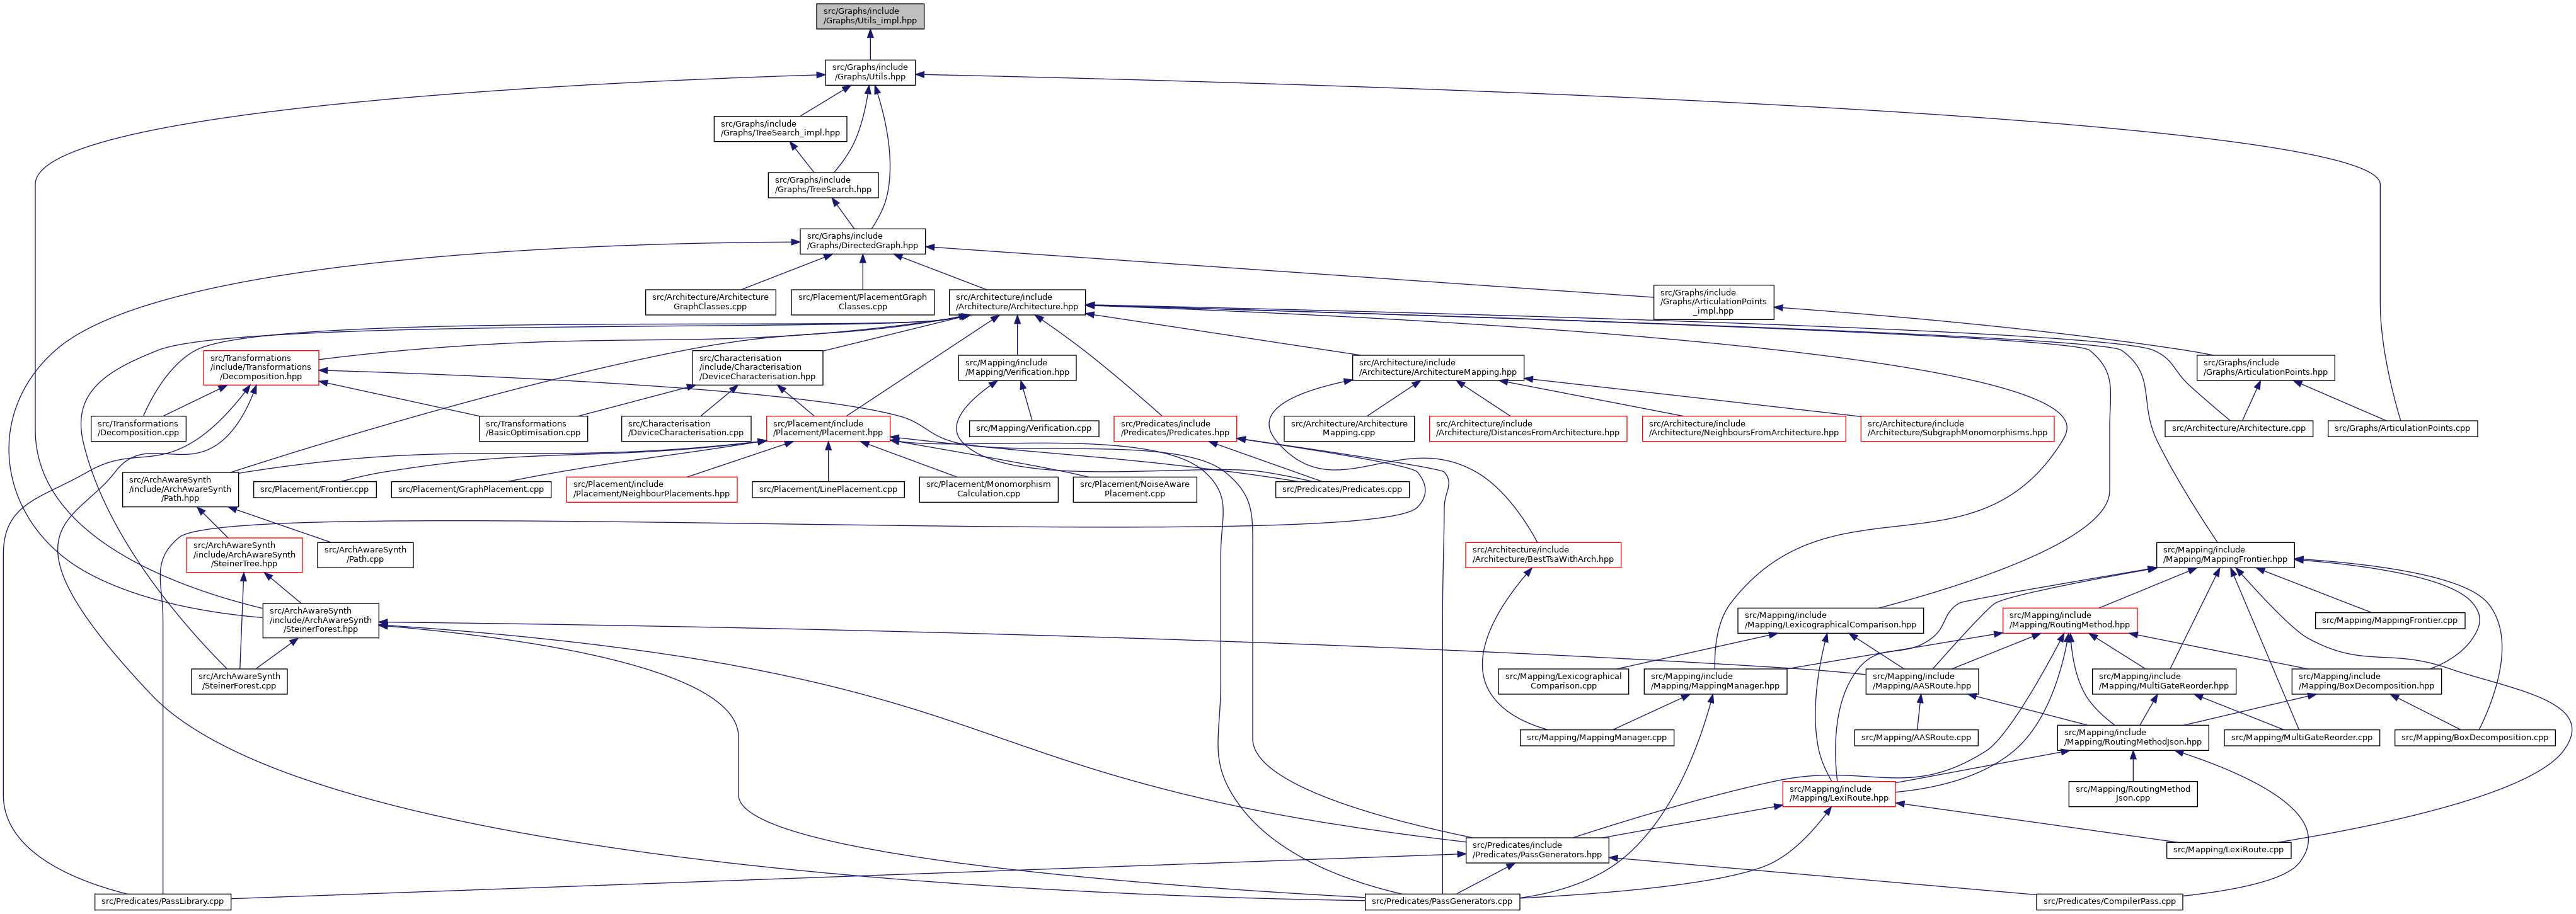 src/Graphs/include
/Graphs/Utils_impl.hpp
src/Graphs/include
/Graphs/Utils.hpp
src/Graphs/include
/Graphs/TreeSearch_impl.hpp
src/Graphs/include
/Graphs/TreeSearch.hpp
src/Graphs/include
/Graphs/DirectedGraph.hpp
src/Architecture/Architecture
GraphClasses.cpp
src/Placement/PlacementGraph
Classes.cpp
src/Architecture/include
/Architecture/Architecture.hpp
src/Graphs/include
/Graphs/ArticulationPoints
_impl.hpp
src/Transformations
/include/Transformations
/Decomposition.hpp
src/Characterisation
/include/Characterisation
/DeviceCharacterisation.hpp
src/Mapping/include
/Mapping/Verification.hpp
src/Architecture/include
/Architecture/ArchitectureMapping.hpp
src/Graphs/include
/Graphs/ArticulationPoints.hpp
src/Transformations
/Decomposition.cpp
src/Transformations
/BasicOptimisation.cpp
src/Characterisation
/DeviceCharacterisation.cpp
src/Placement/include
/Placement/Placement.hpp
src/Mapping/Verification.cpp
src/Predicates/include
/Predicates/Predicates.hpp
src/Architecture/Architecture
Mapping.cpp
src/Architecture/include
/Architecture/DistancesFromArchitecture.hpp
src/Architecture/include
/Architecture/NeighboursFromArchitecture.hpp
src/Architecture/include
/Architecture/SubgraphMonomorphisms.hpp
src/Architecture/Architecture.cpp
src/Graphs/ArticulationPoints.cpp
src/ArchAwareSynth
/include/ArchAwareSynth
/Path.hpp
src/Placement/Frontier.cpp
src/Placement/GraphPlacement.cpp
src/Placement/include
/Placement/NeighbourPlacements.hpp
src/Placement/LinePlacement.cpp
src/Placement/Monomorphism
Calculation.cpp
src/Placement/NoiseAware
Placement.cpp
src/Predicates/Predicates.cpp
src/ArchAwareSynth
/include/ArchAwareSynth
/SteinerTree.hpp
src/ArchAwareSynth
/Path.cpp
src/Architecture/include
/Architecture/BestTsaWithArch.hpp
src/Mapping/include
/Mapping/MappingFrontier.hpp
src/ArchAwareSynth
/include/ArchAwareSynth
/SteinerForest.hpp
src/Mapping/include
/Mapping/LexicographicalComparison.hpp
src/Mapping/include
/Mapping/RoutingMethod.hpp
src/Mapping/MappingFrontier.cpp
src/ArchAwareSynth
/SteinerForest.cpp
src/Mapping/Lexicographical
Comparison.cpp
src/Mapping/include
/Mapping/MappingManager.hpp
src/Mapping/include
/Mapping/AASRoute.hpp
src/Mapping/include
/Mapping/MultiGateReorder.hpp
src/Mapping/include
/Mapping/BoxDecomposition.hpp
src/Mapping/MappingManager.cpp
src/Mapping/AASRoute.cpp
src/Mapping/include
/Mapping/RoutingMethodJson.hpp
src/Mapping/MultiGateReorder.cpp
src/Mapping/BoxDecomposition.cpp
src/Mapping/include
/Mapping/LexiRoute.hpp
src/Mapping/RoutingMethod
Json.cpp
src/Predicates/include
/Predicates/PassGenerators.hpp
src/Mapping/LexiRoute.cpp
src/Predicates/PassLibrary.cpp
src/Predicates/PassGenerators.cpp
src/Predicates/CompilerPass.cpp